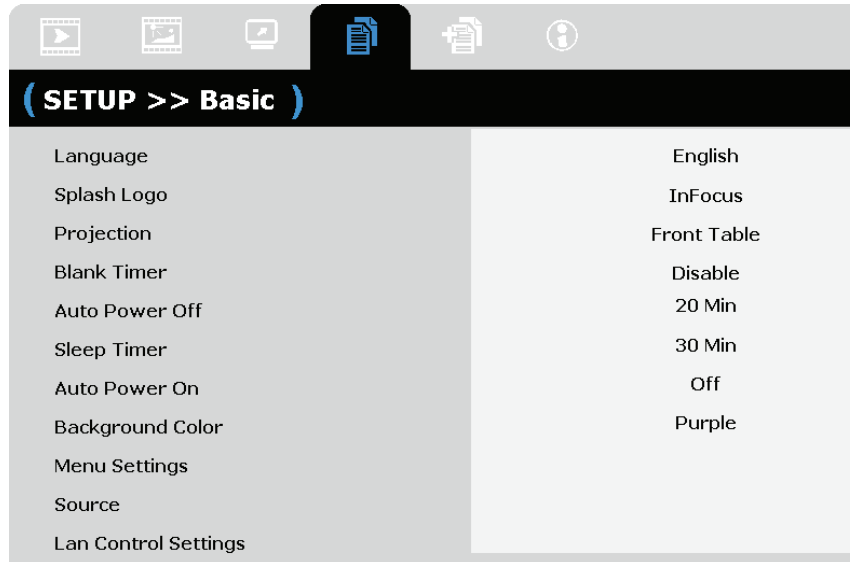 SETUP >> Basic
Language English
Splash Logo InFocus
Projection Front Table
Blank Timer Disable
Auto Power Off 20 Min
Sleep Timer 30 Min
Auto Power On Off
Background Color Purple
Menu Settings
Source
Lan Control Settings